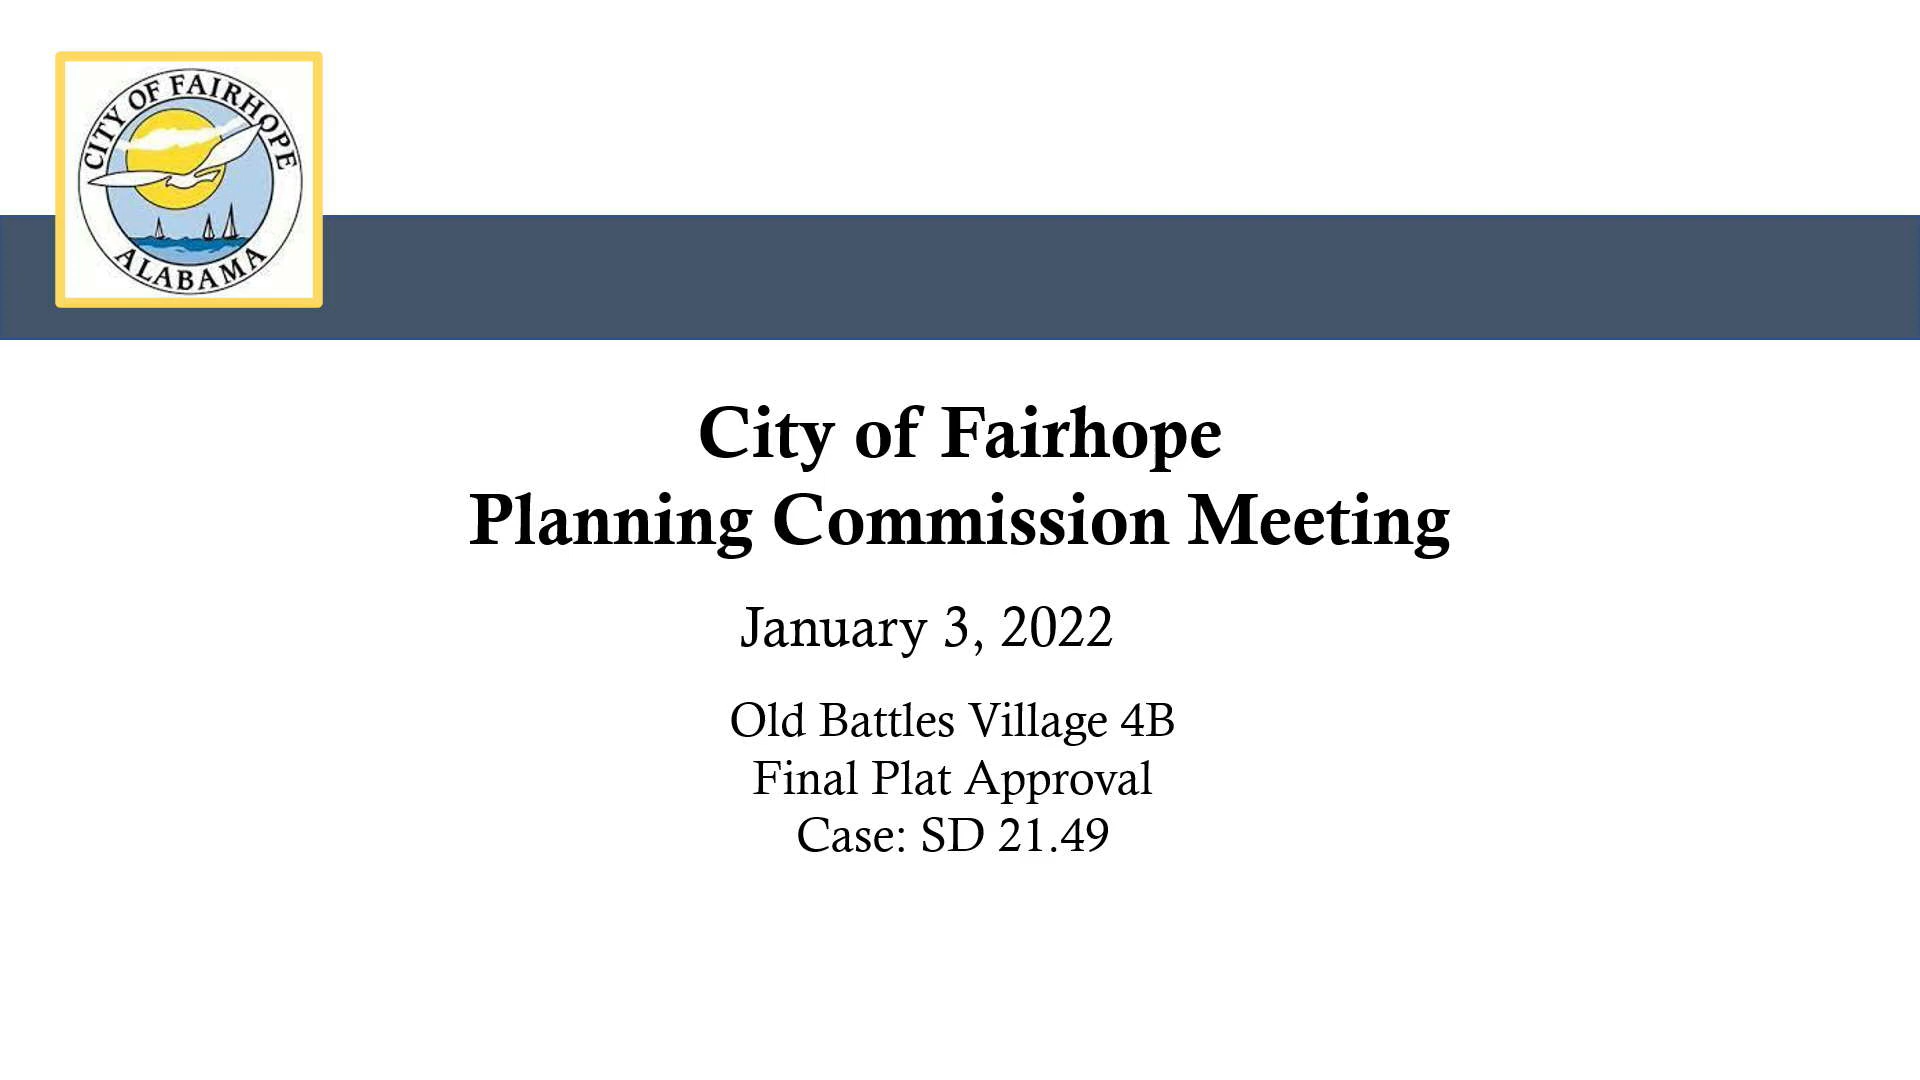 CITY OF FAIRHOPE
ALABAMA
City of Fairhope
Planning Commission Meeting
January 3, 2022
Old Battles Village 4B
Final Plat Approval
Case: SD 21.49